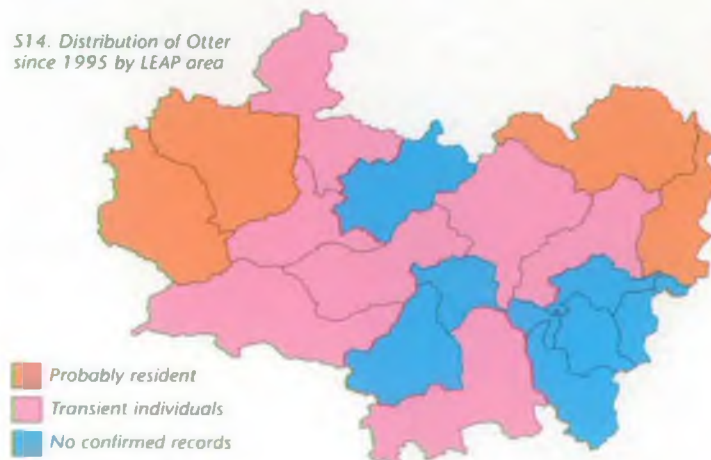 S14. Distribution of Otter
since 1995 by LEAP area
Probably resident
Transient individuals
No confirmed records